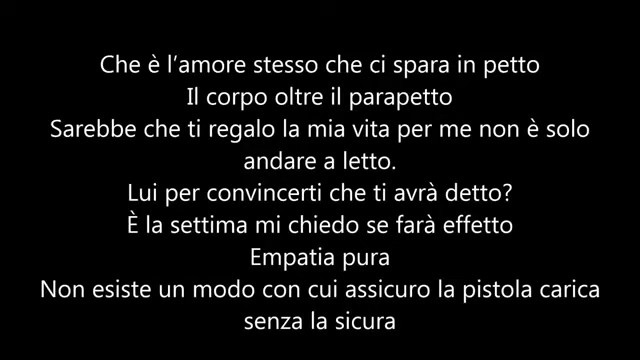 Che è l’amore stesso che ci spara in petto
Il corpo oltre il parapetto
Sarebbe che ti regalo la mia vita per me non è solo
andare a letto.
Lui per convincerti che ti avrà detto?
È la settima mi chiedo se farà effetto
Empatia pura
Non esiste un modo con cui assicuro la pistola carica
senza la sicura